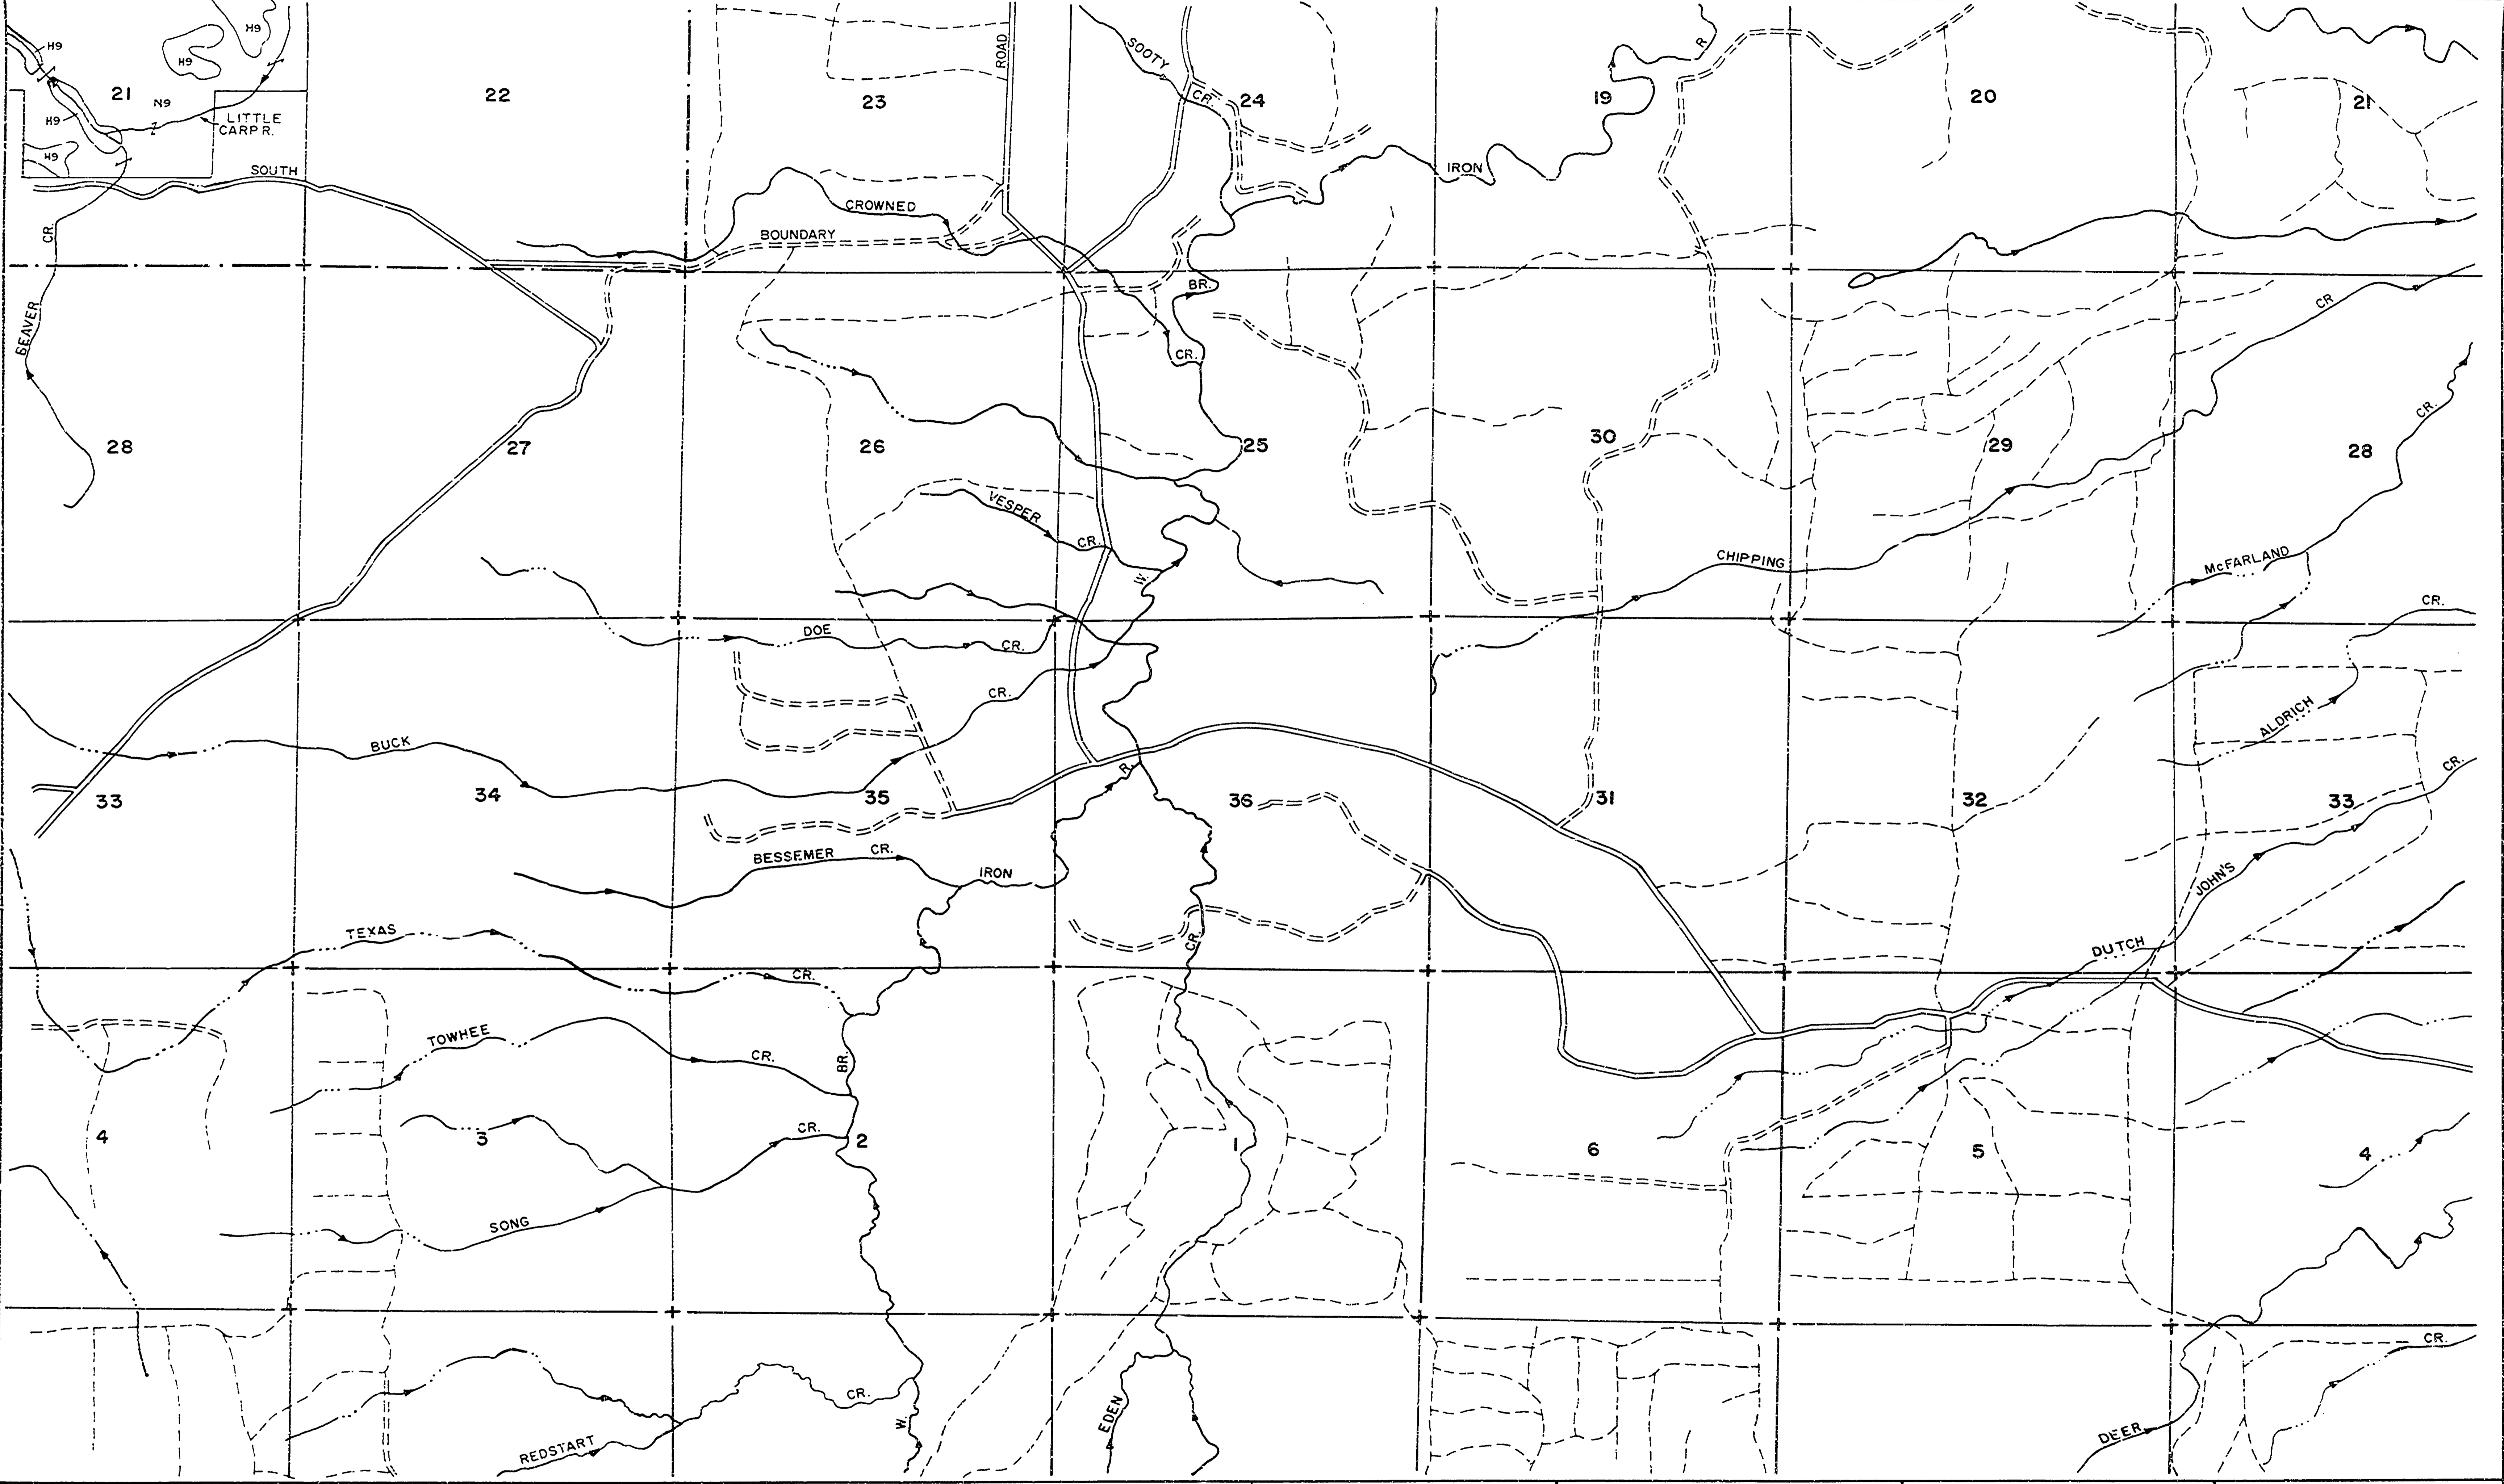 H9
H9
H9
ROAD
SOOTY
CR.
R.
21
N9
22
23
24
19
20
21
H9
LITTLE
CARP R.
H9
SOUTH
IRON
CROWNED
BOUNDARY
CR.
BR.
CR
BEAVER
CR.
CR.
28
27
26
25
30
29
28
VESPER
CR.
W.
CHIPPING
McFARLAND
CR.
DOE
CR.
CR.
BUCK
ALDRICH
R.
CR.
33
34
35
36
31
32
33
BESSEMER
CR.
IRON
JOHN'S
TEXAS
CR.
DUTCH
CR.
TOWHEE
CR.
BR.
4
3
CR.
2
1
6
5
4
SONG
CR.
CR.
W.
EDEN
REDSTART
DEER